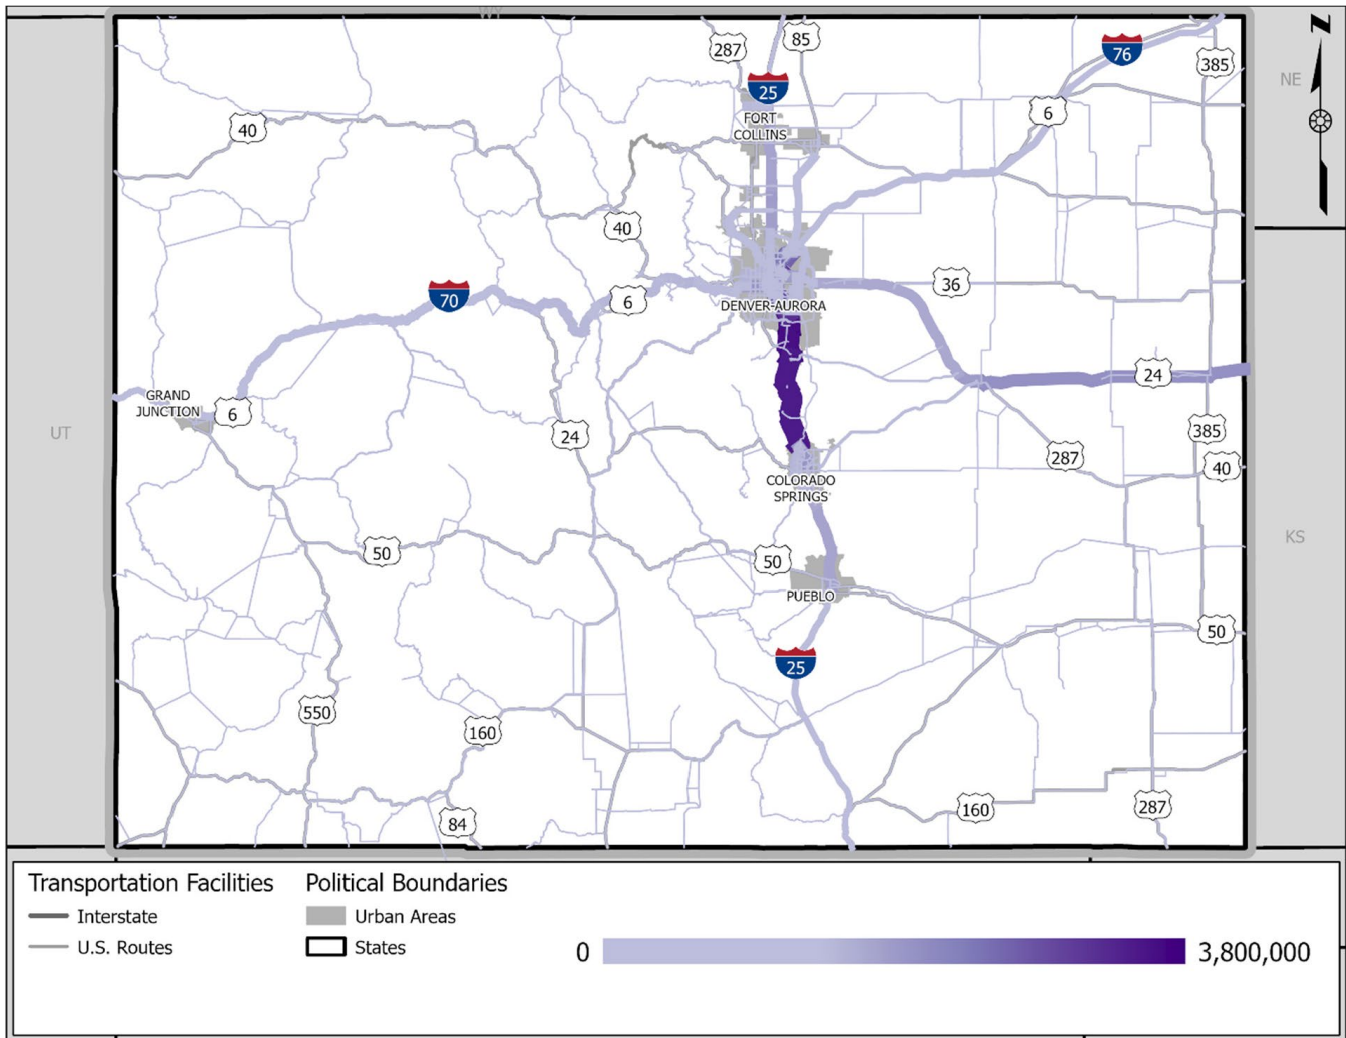 WY
287
85
25
76
385
NE
N
6
40
FORT
COLLINS
40
70
6
36
DENVER-AURORA
24
GRAND
JUNCTION
6
UT
24
385
287
40
COLORADO
SPRINGS
50
50
KS
PUEBLO
50
25
550
160
84
160
287
Transportation Facilities
Interstate
U.S. Routes
Political Boundaries
Urban Areas
States
0
3,800,000